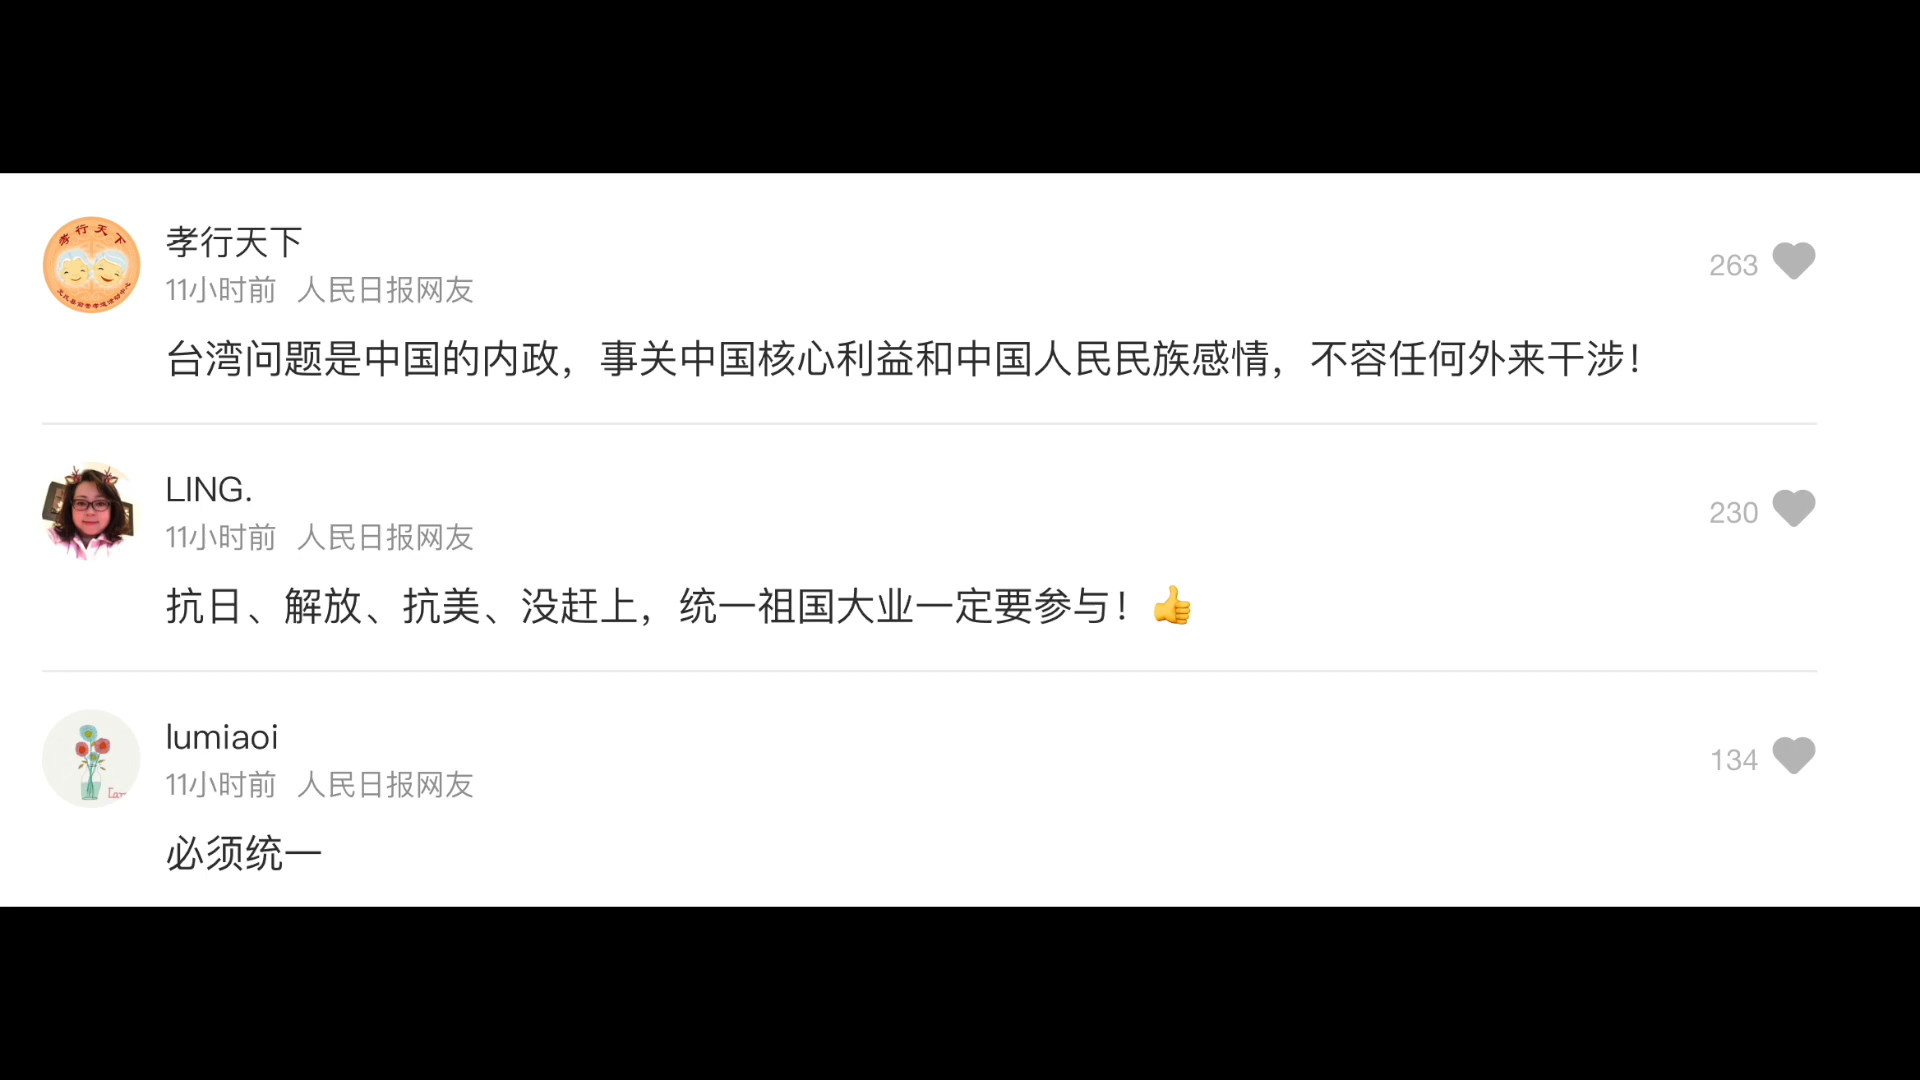 孝行天下
孝行天下
11小时前 人民日报网友
263
台湾问题是中国的内政，事关中国核心利益和中国人民民族感情，不容任何外来干涉！
LING.
11小时前 人民日报网友
230
抗日、解放、抗美、没赶上，统一祖国大业一定要参与！👍
lumiaoi
11小时前 人民日报网友
134
必须统一